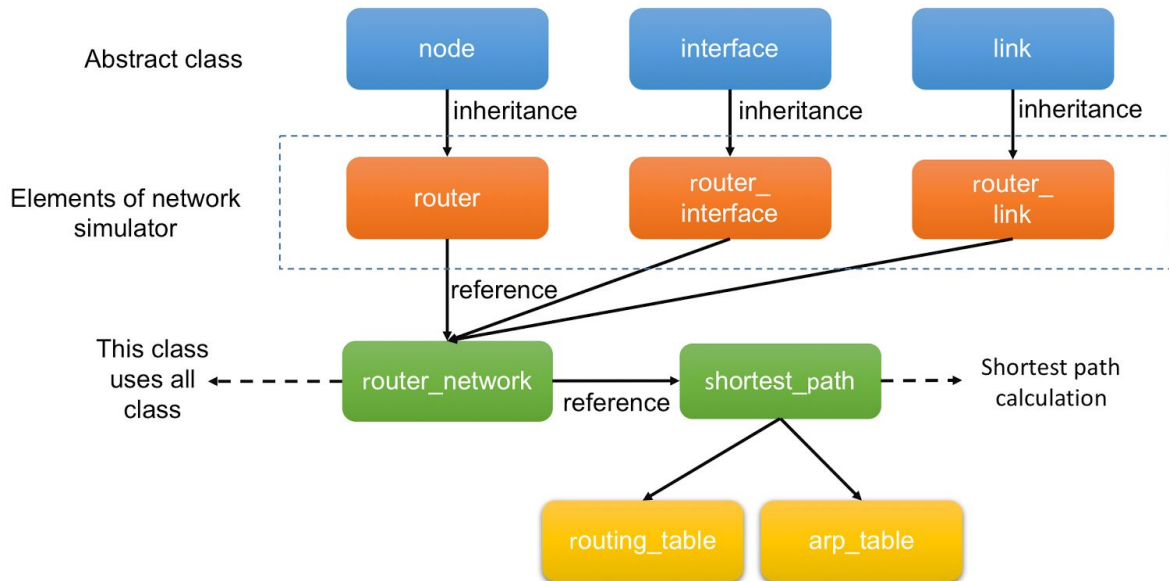 Abstract class
node
interface
link
inheritance
inheritance
inheritance
Elements of network
simulator
router
router_
interface
router_
link
reference
This class
uses all
class
router_network
reference
shortest_path
Shortest path
calculation
routing_table
arp_table